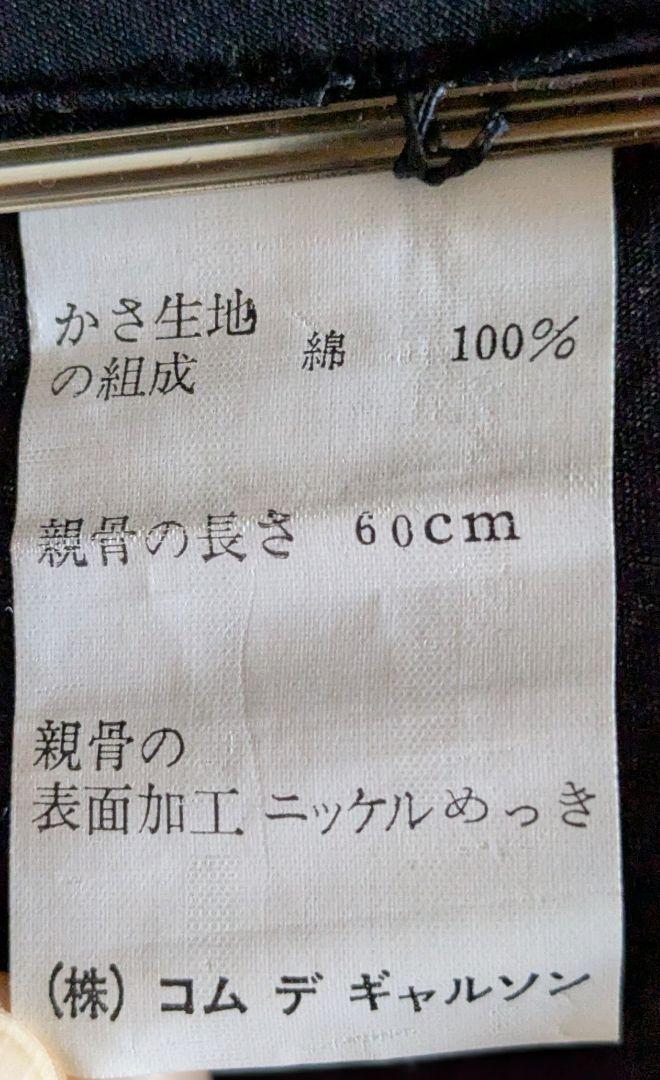 かさ生地
の組成 綿 100%
親骨の長さ 60cm
親骨の
表面加工 ニッケルめっき
(株) コム デ ギャルソン